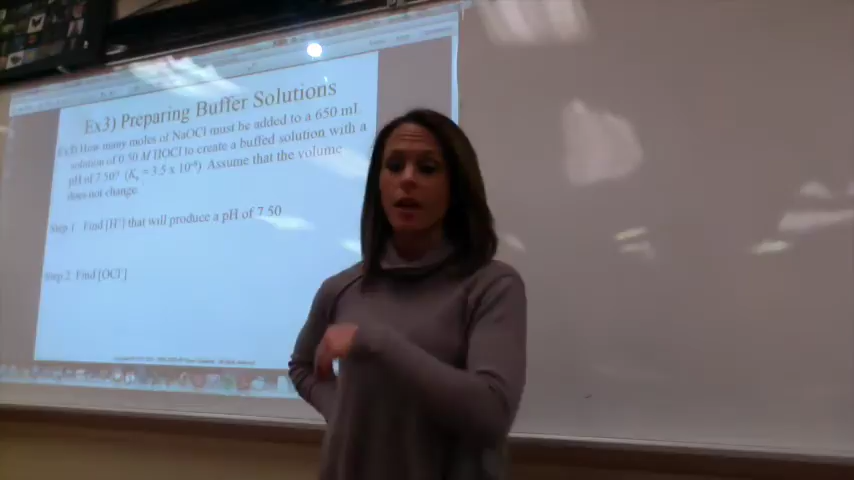 Ex3) Preparing Buffer Solutions
Ex3) How many moles of NaOCl must be added to a 650 mL
solution of 0.50 M HOCl to create a buffed solution with a
pH of 7.50? (Kₐ = 3.5 x 10⁻⁸) Assume that the volume
does not change.
Step 1. Find [H⁺] that will produce a pH of 7.50
Step 2. Find [OCl⁻]